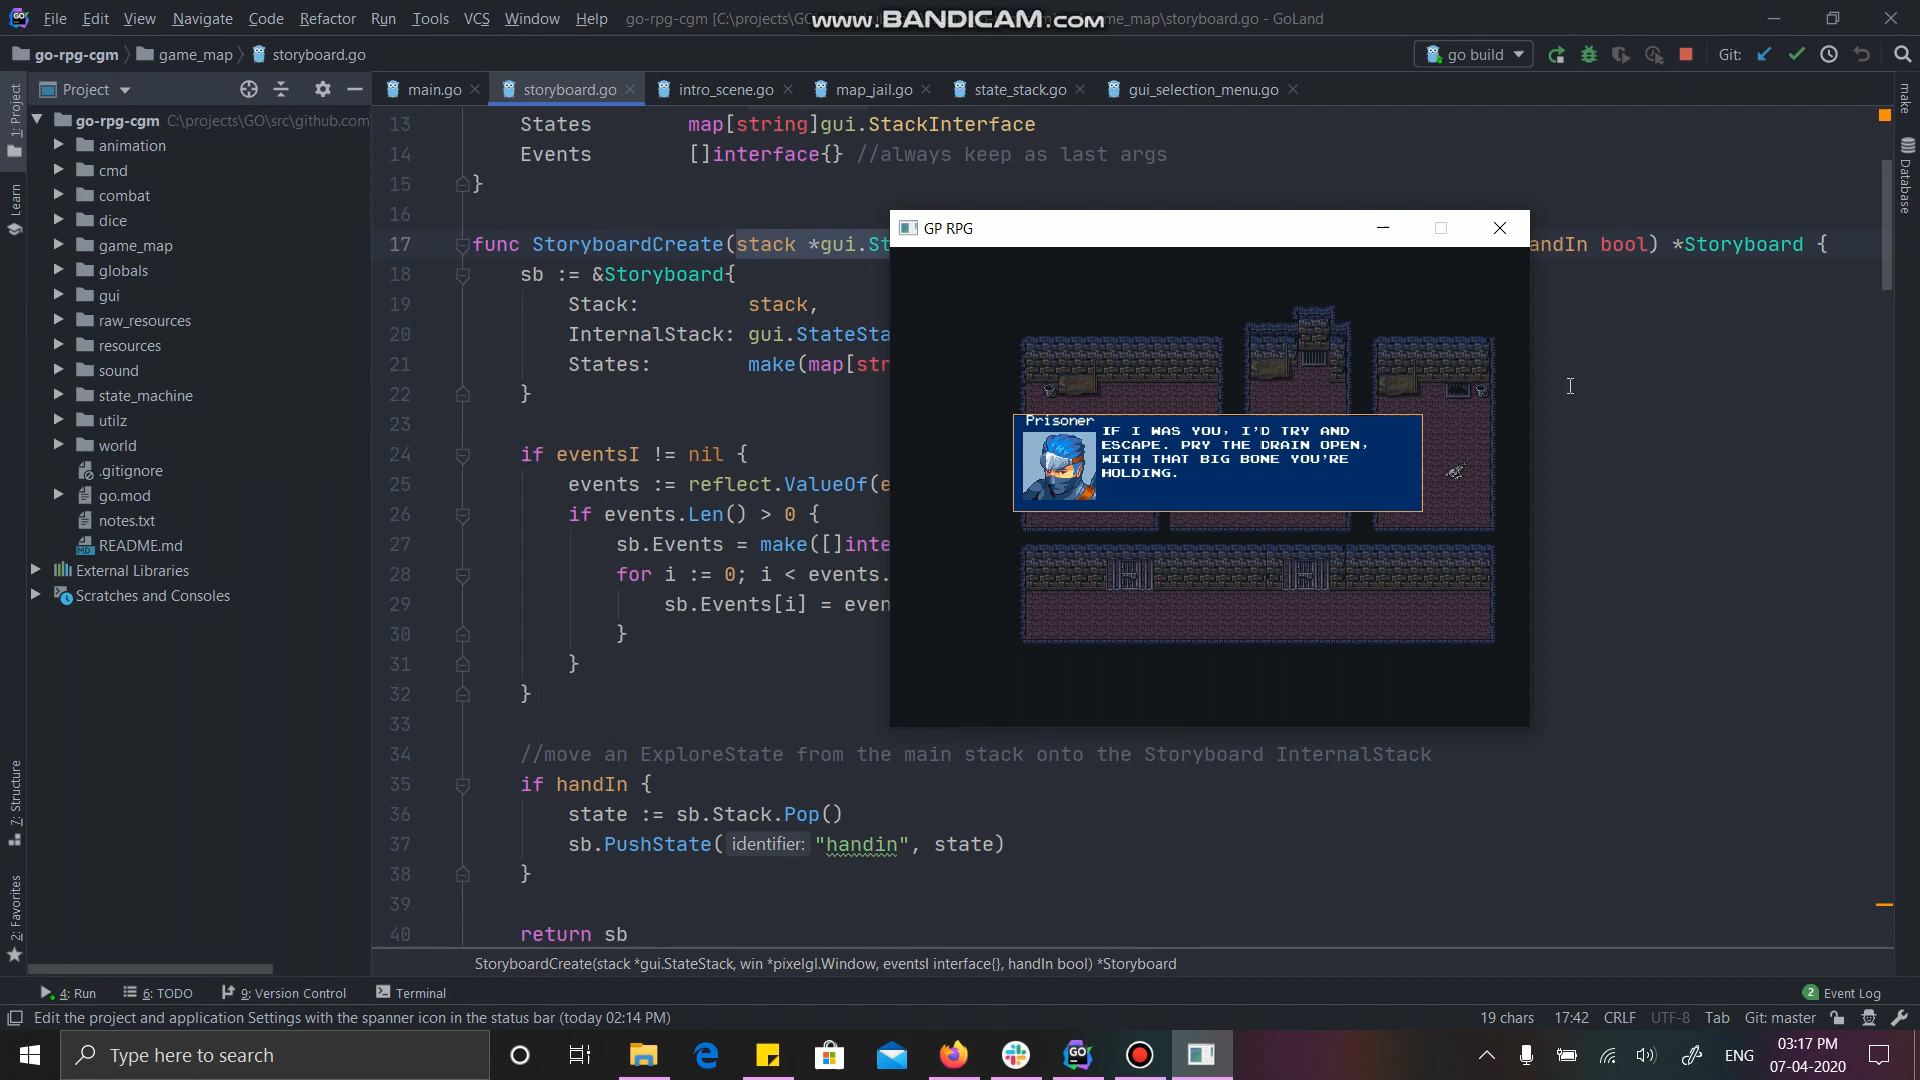 File Edit View Navigate Code Refactor Run Tools VCS Window Help go-rpg-cgm [C:\projects\GO\ me_map\storyboard.go - GoLand
www.BANDICAM.com
go-rpg-cgm game_map storyboard.go
go build Git:
1: Project
Learn
7: Structure
2: Favorites
Project
go-rpg-cgm C:\projects\GO\src\github.com
animation
cmd
combat
dice
game_map
globals
gui
raw_resources
resources
sound
state_machine
utilz
world
.gitignore
go.mod
notes.txt
README.md
External Libraries
Scratches and Consoles
main.go storyboard.go intro_scene.go map_jail.go state_stack.go gui_selection_menu.go
make
Database
13 States map[string]gui.StackInterface
14 Events []interface{} //always keep as last args
15 }
16
17 func StoryboardCreate(stack *gui.St andIn bool) *Storyboard {
18 sb := &Storyboard{
19 Stack: stack,
20 InternalStack: gui.StateSta
21 States: make(map[str
22 }
23
24 if eventsI != nil {
25 events := reflect.ValueOf(e
26 if events.Len() > 0 {
27 sb.Events = make([]inte
28 for i := 0; i < events.
29 sb.Events[i] = even
30 }
31 }
32 }
33
34 //move an ExploreState from the main stack onto the Storyboard InternalStack
35 if handIn {
36 state := sb.Stack.Pop()
37 sb.PushState( identifier: "handin", state)
38 }
39
40 return sb
GP RPG
Prisoner
IF I WAS YOU, I'D TRY AND
ESCAPE. PRY THE DRAIN OPEN,
WITH THAT BIG BONE YOU'RE
HOLDING.
StoryboardCreate(stack *gui.StateStack, win *pixelgl.Window, eventsI interface{}, handIn bool) *Storyboard
4: Run 6: TODO 9: Version Control Terminal 2 Event Log
Edit the project and application Settings with the spanner icon in the status bar (today 02:14 PM) 19 chars 17:42 CRLF UTF-8 Tab Git: master
Type here to search
GO
ENG
03:17 PM
07-04-2020